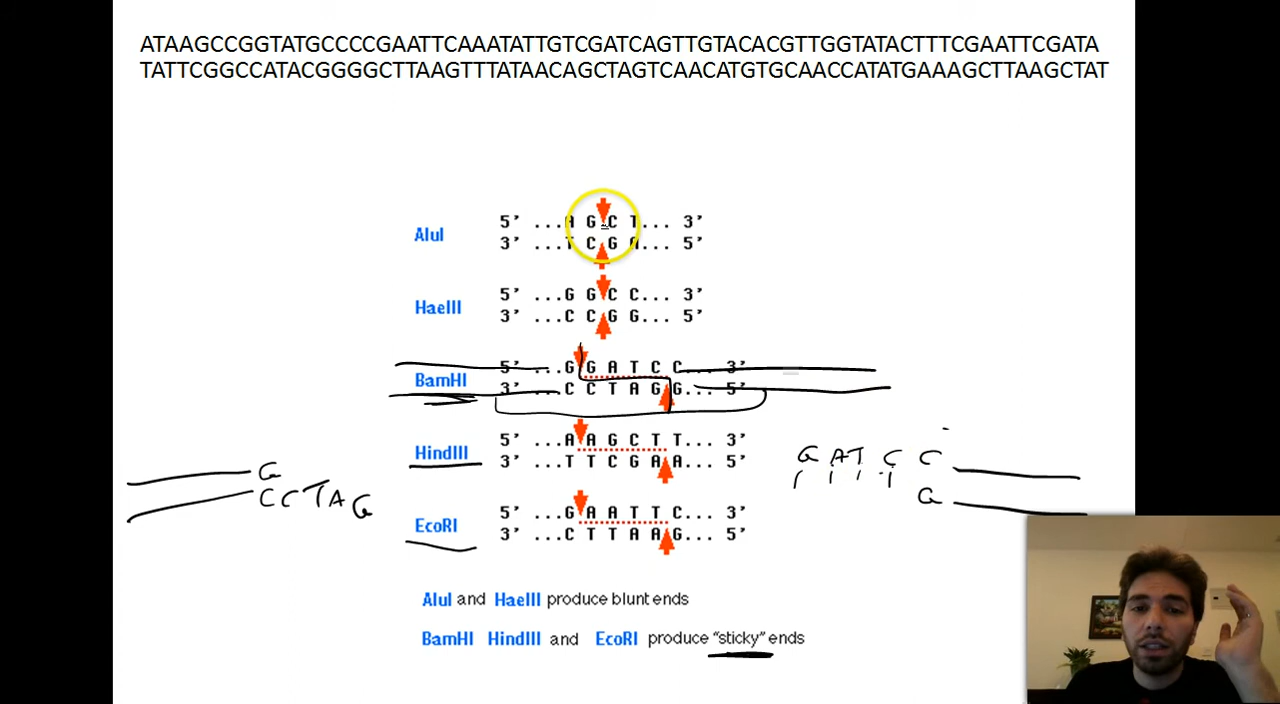 ATAAGCCGGTATGCCCCGAATTCAAATATTGTCGATCAGTTGTACACGTTGGTATACTTTCGAATTCGATA
TATTCGGCCATACGGGGCTTAAGTTTATAACAGCTAGTCAACATGTGCAACCATATGAAAGCTTAAGCTAT
AluI
5’ ...A G C T... 3’
3’ ...T C G A... 5’
HaeIII
5’ ...G G C C... 3’
3’ ...C C G G... 5’
BamHI
5’ ...G G A T C C... 3’
3’ ...C C T A G G... 5’
HindIII
5’ ...A A G C T T... 3’
3’ ...T T C G A A... 5’
G
CCTAG
GATCC
G
EcoRI
5’ ...G A A T T C... 3’
3’ ...C T T A A G... 5’
AluI and HaeIII produce blunt ends
BamHI HindIII and EcoRI produce “sticky” ends